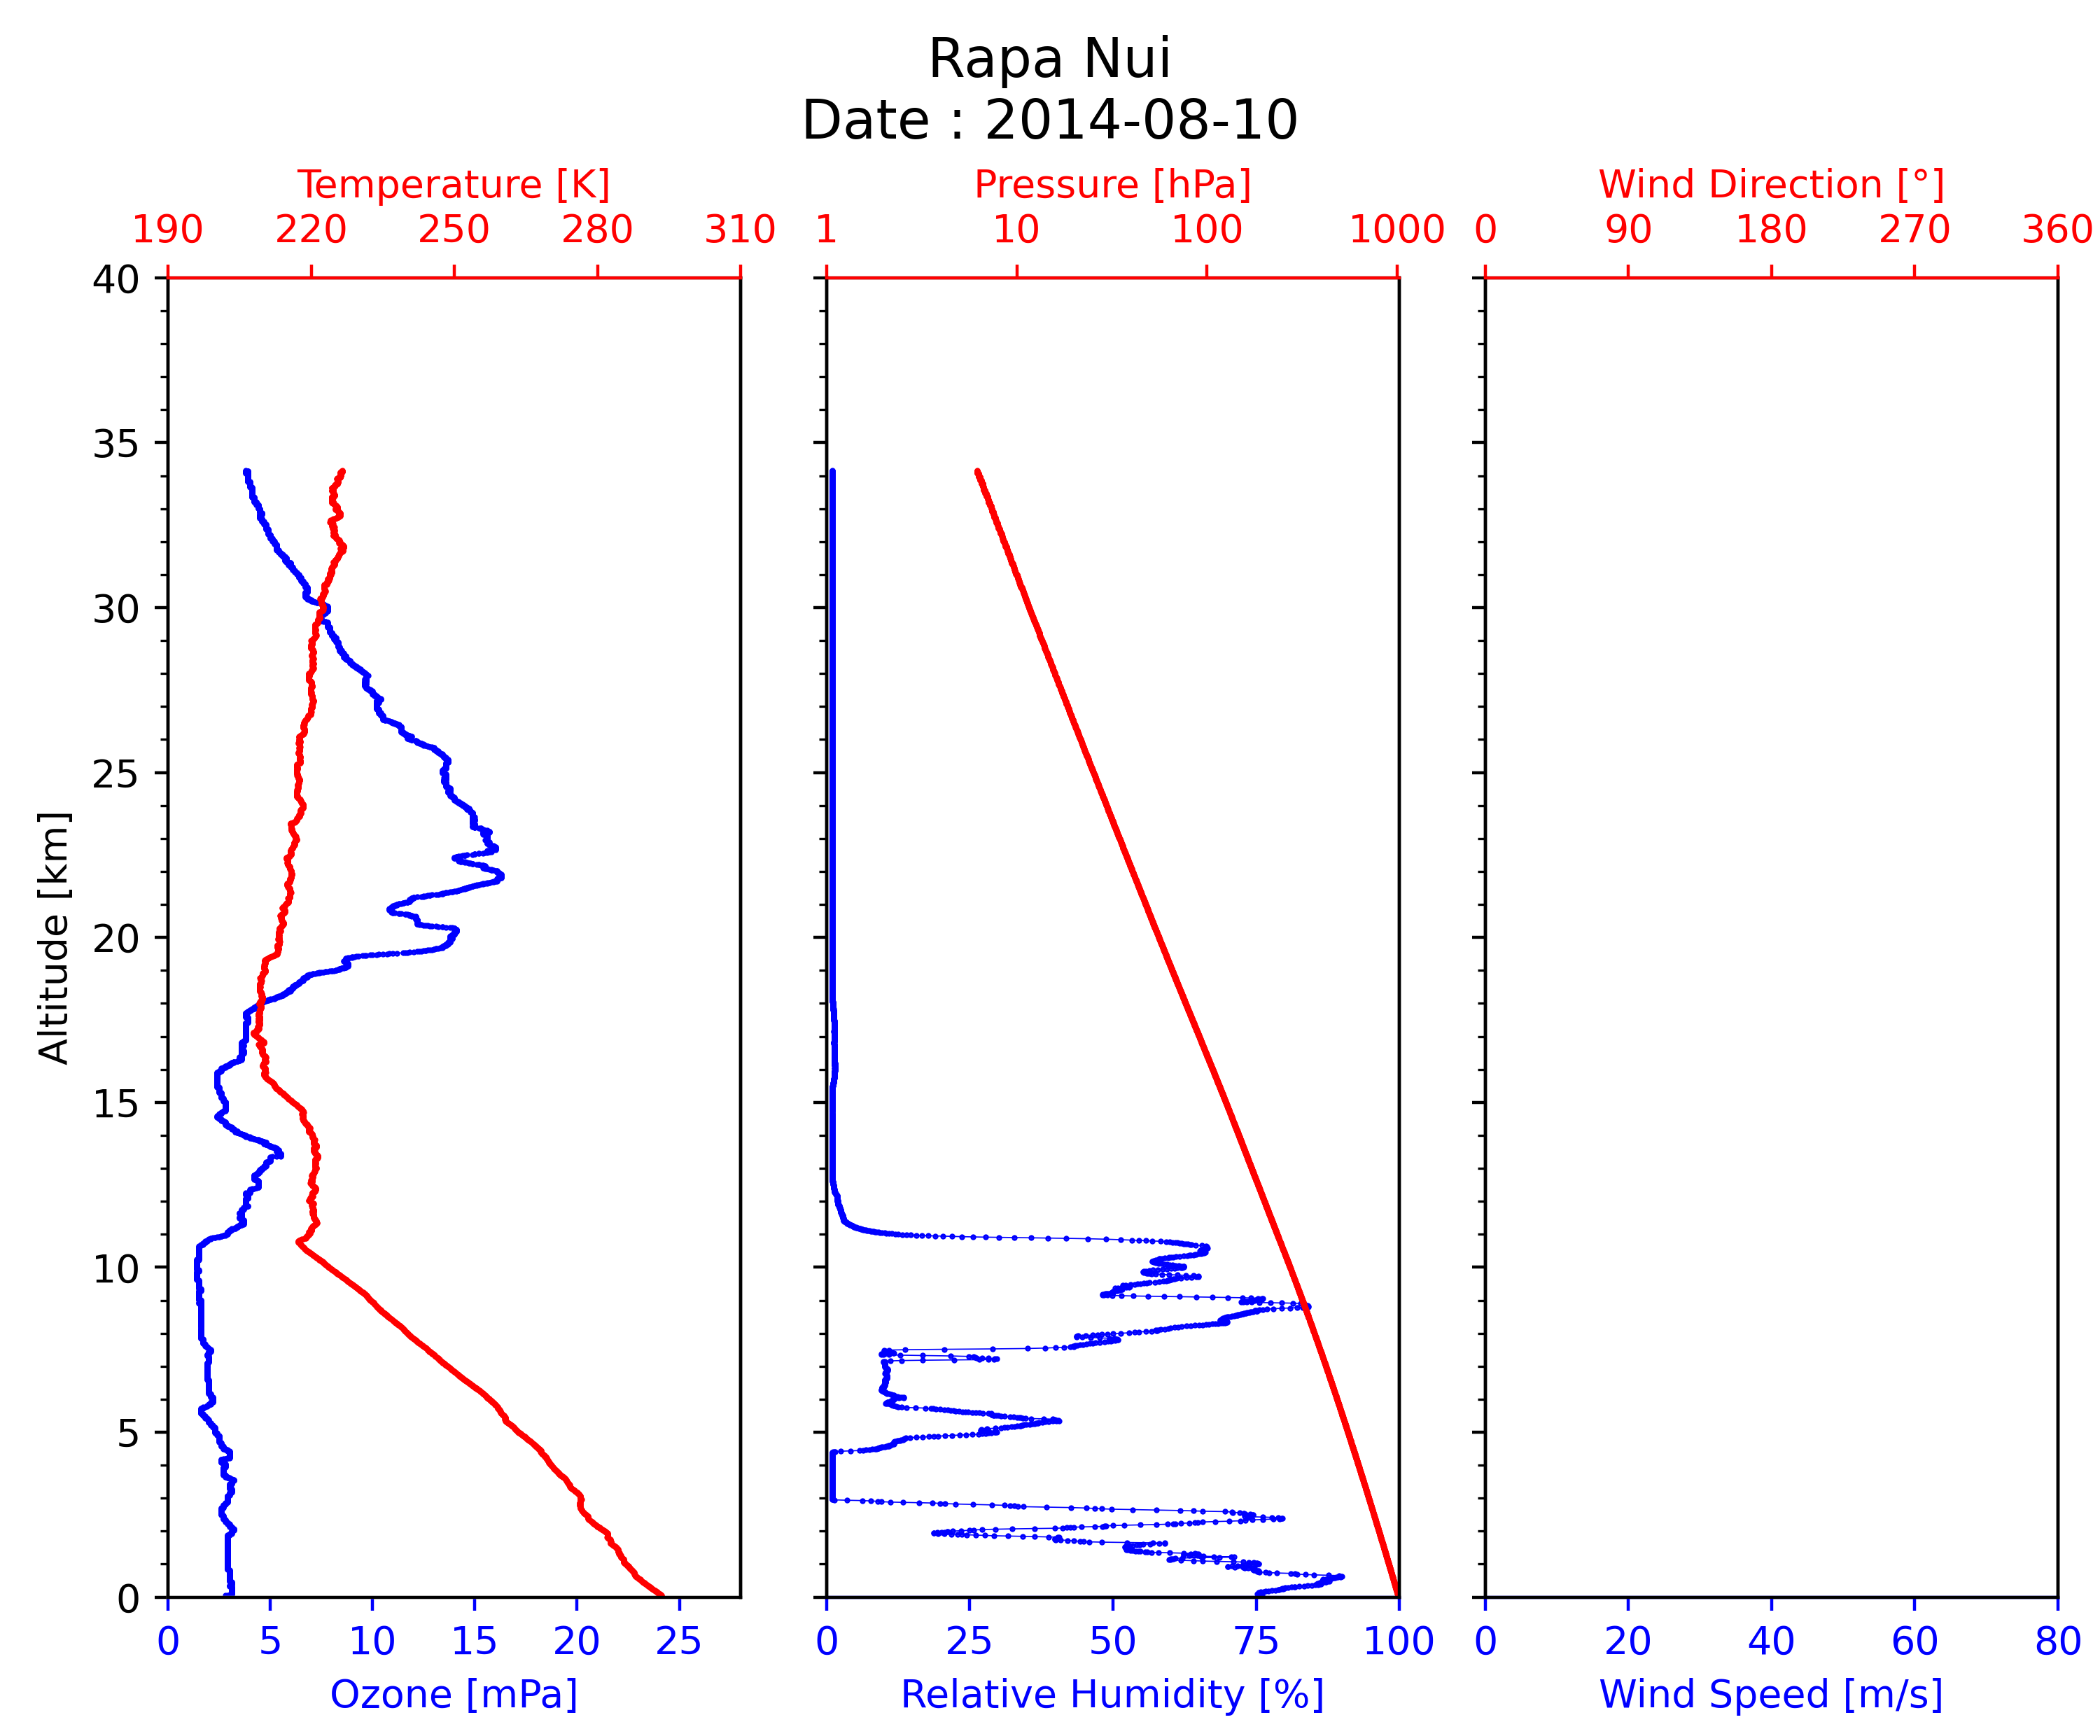 Rapa Nui
Date : 2014-08-10
Temperature [K]
190 220 250 280 310
Pressure [hPa]
1 10 100 1000
Wind Direction [°]
0 90 180 270 360
Altitude [km]
40
35
30
25
20
15
10
5
0
0 5 10 15 20 25
Ozone [mPa]
0 25 50 75 100
Relative Humidity [%]
0 20 40 60 80
Wind Speed [m/s]